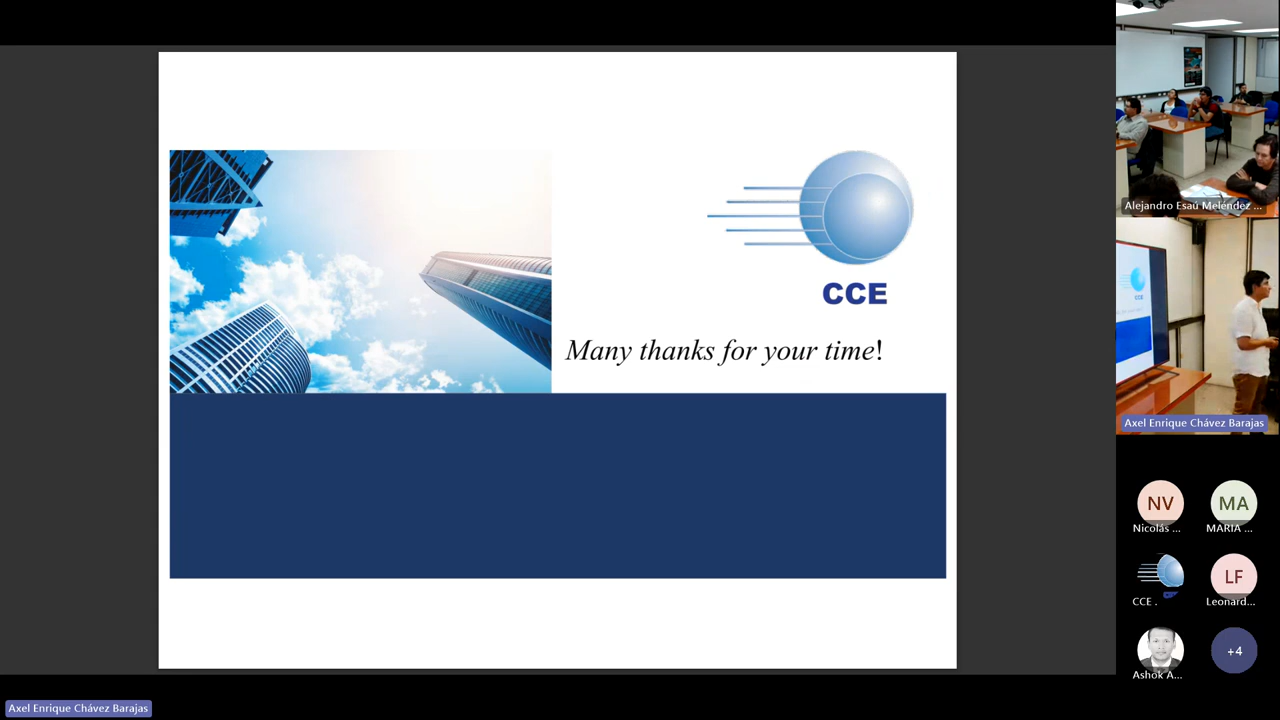 CCE
Many thanks for your time!
Alejandro Esaú Meléndez ...
CCE
Axel Enrique Chávez Barajas
NV
Nicolás ...
MA
MARIA ...
CCE .
LF
Leonard...
Ashok A...
+4
Axel Enrique Chávez Barajas